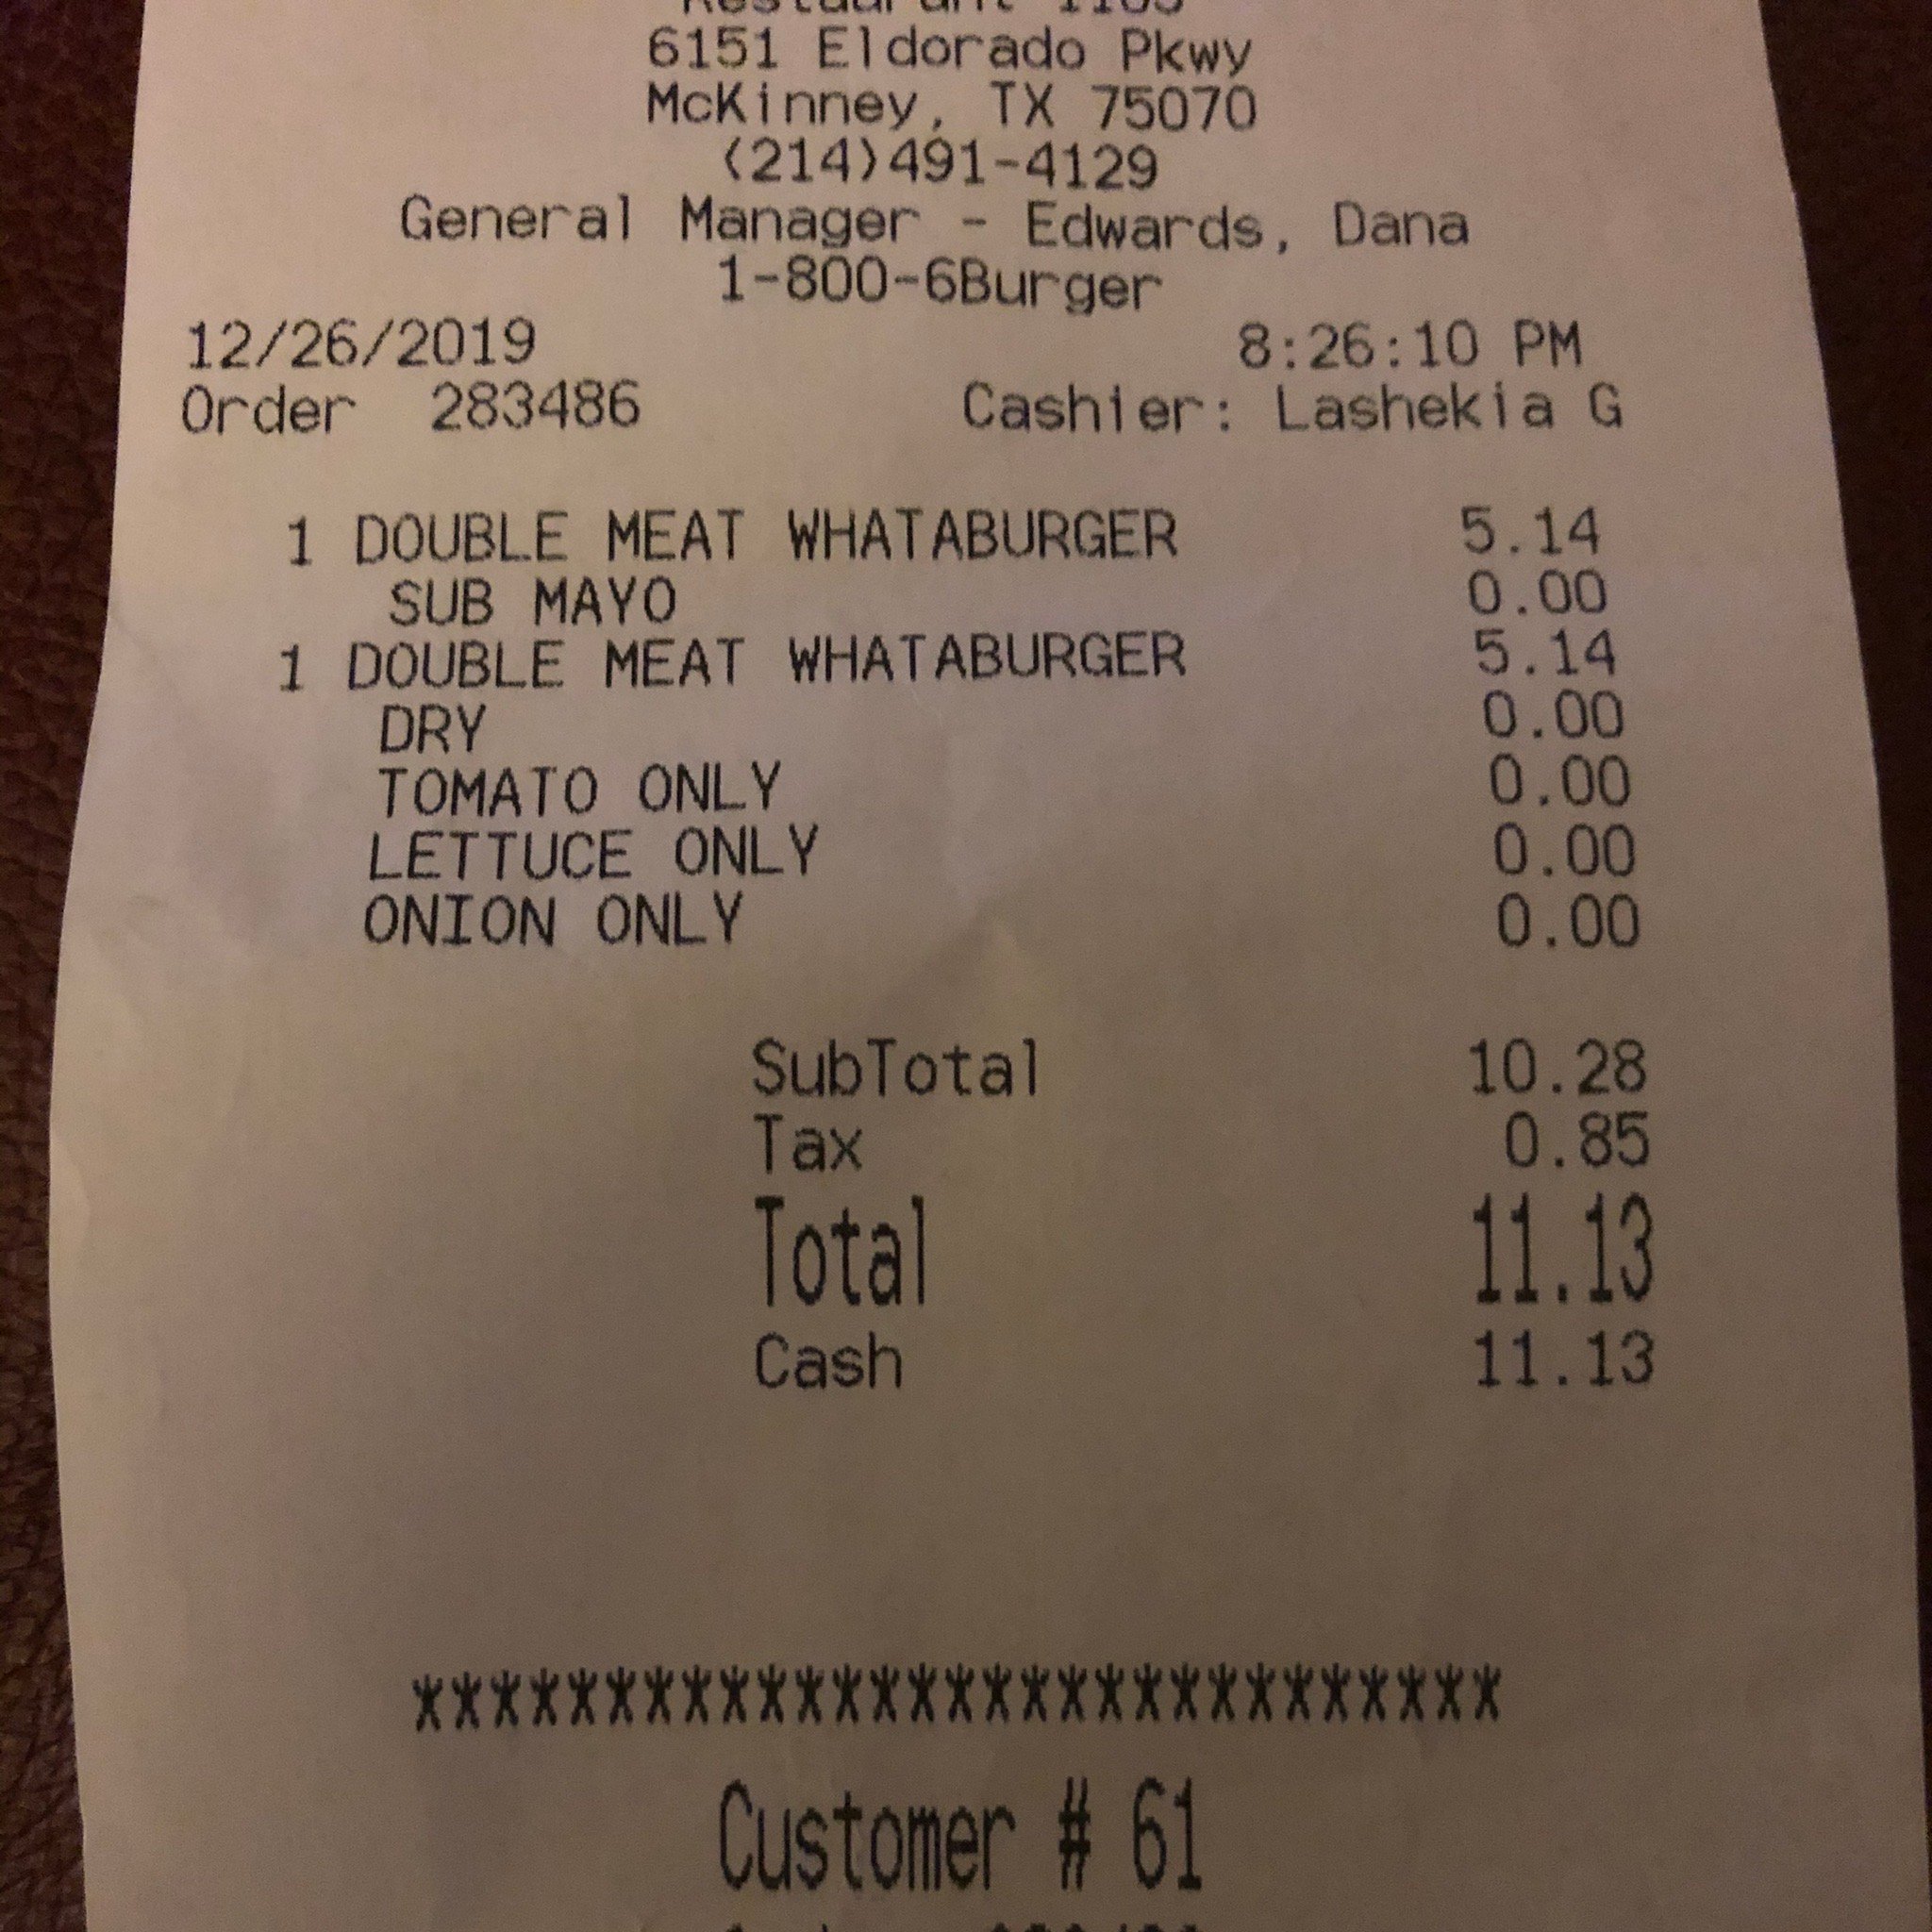 Restaurant
6151 Eldorado Pkwy
McKinney, TX 75070
(214)491-4129
General Manager - Edwards, Dana
1-800-6Burger
12/26/2019 8:26:10 PM
Order 283486 Cashier: Lashekia G
1 DOUBLE MEAT WHATABURGER 5.14
SUB MAYO 0.00
1 DOUBLE MEAT WHATABURGER 5.14
DRY 0.00
TOMATO ONLY 0.00
LETTUCE ONLY 0.00
ONION ONLY 0.00
SubTotal 10.28
Tax 0.85
Total 11.13
Cash 11.13
*****************************
Customer # 61